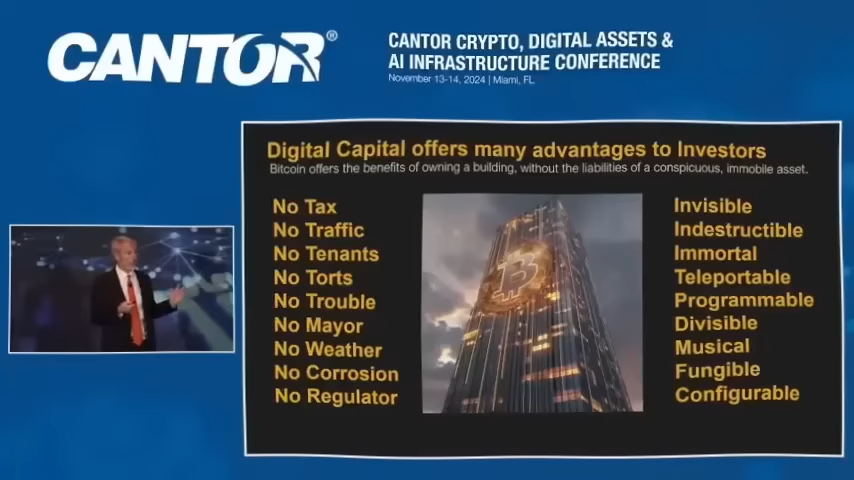 CANTOR®
CANTOR CRYPTO, DIGITAL ASSETS &
AI INFRASTRUCTURE CONFERENCE
November 13-14, 2024 | Miami, FL
Digital Capital offers many advantages to Investors
Bitcoin offers the benefits of owning a building, without the liabilities of a conspicuous, immobile asset.
No Tax
No Traffic
No Tenants
No Torts
No Trouble
No Mayor
No Weather
No Corrosion
No Regulator
Invisible
Indestructible
Immortal
Teleportable
Programmable
Divisible
Musical
Fungible
Configurable